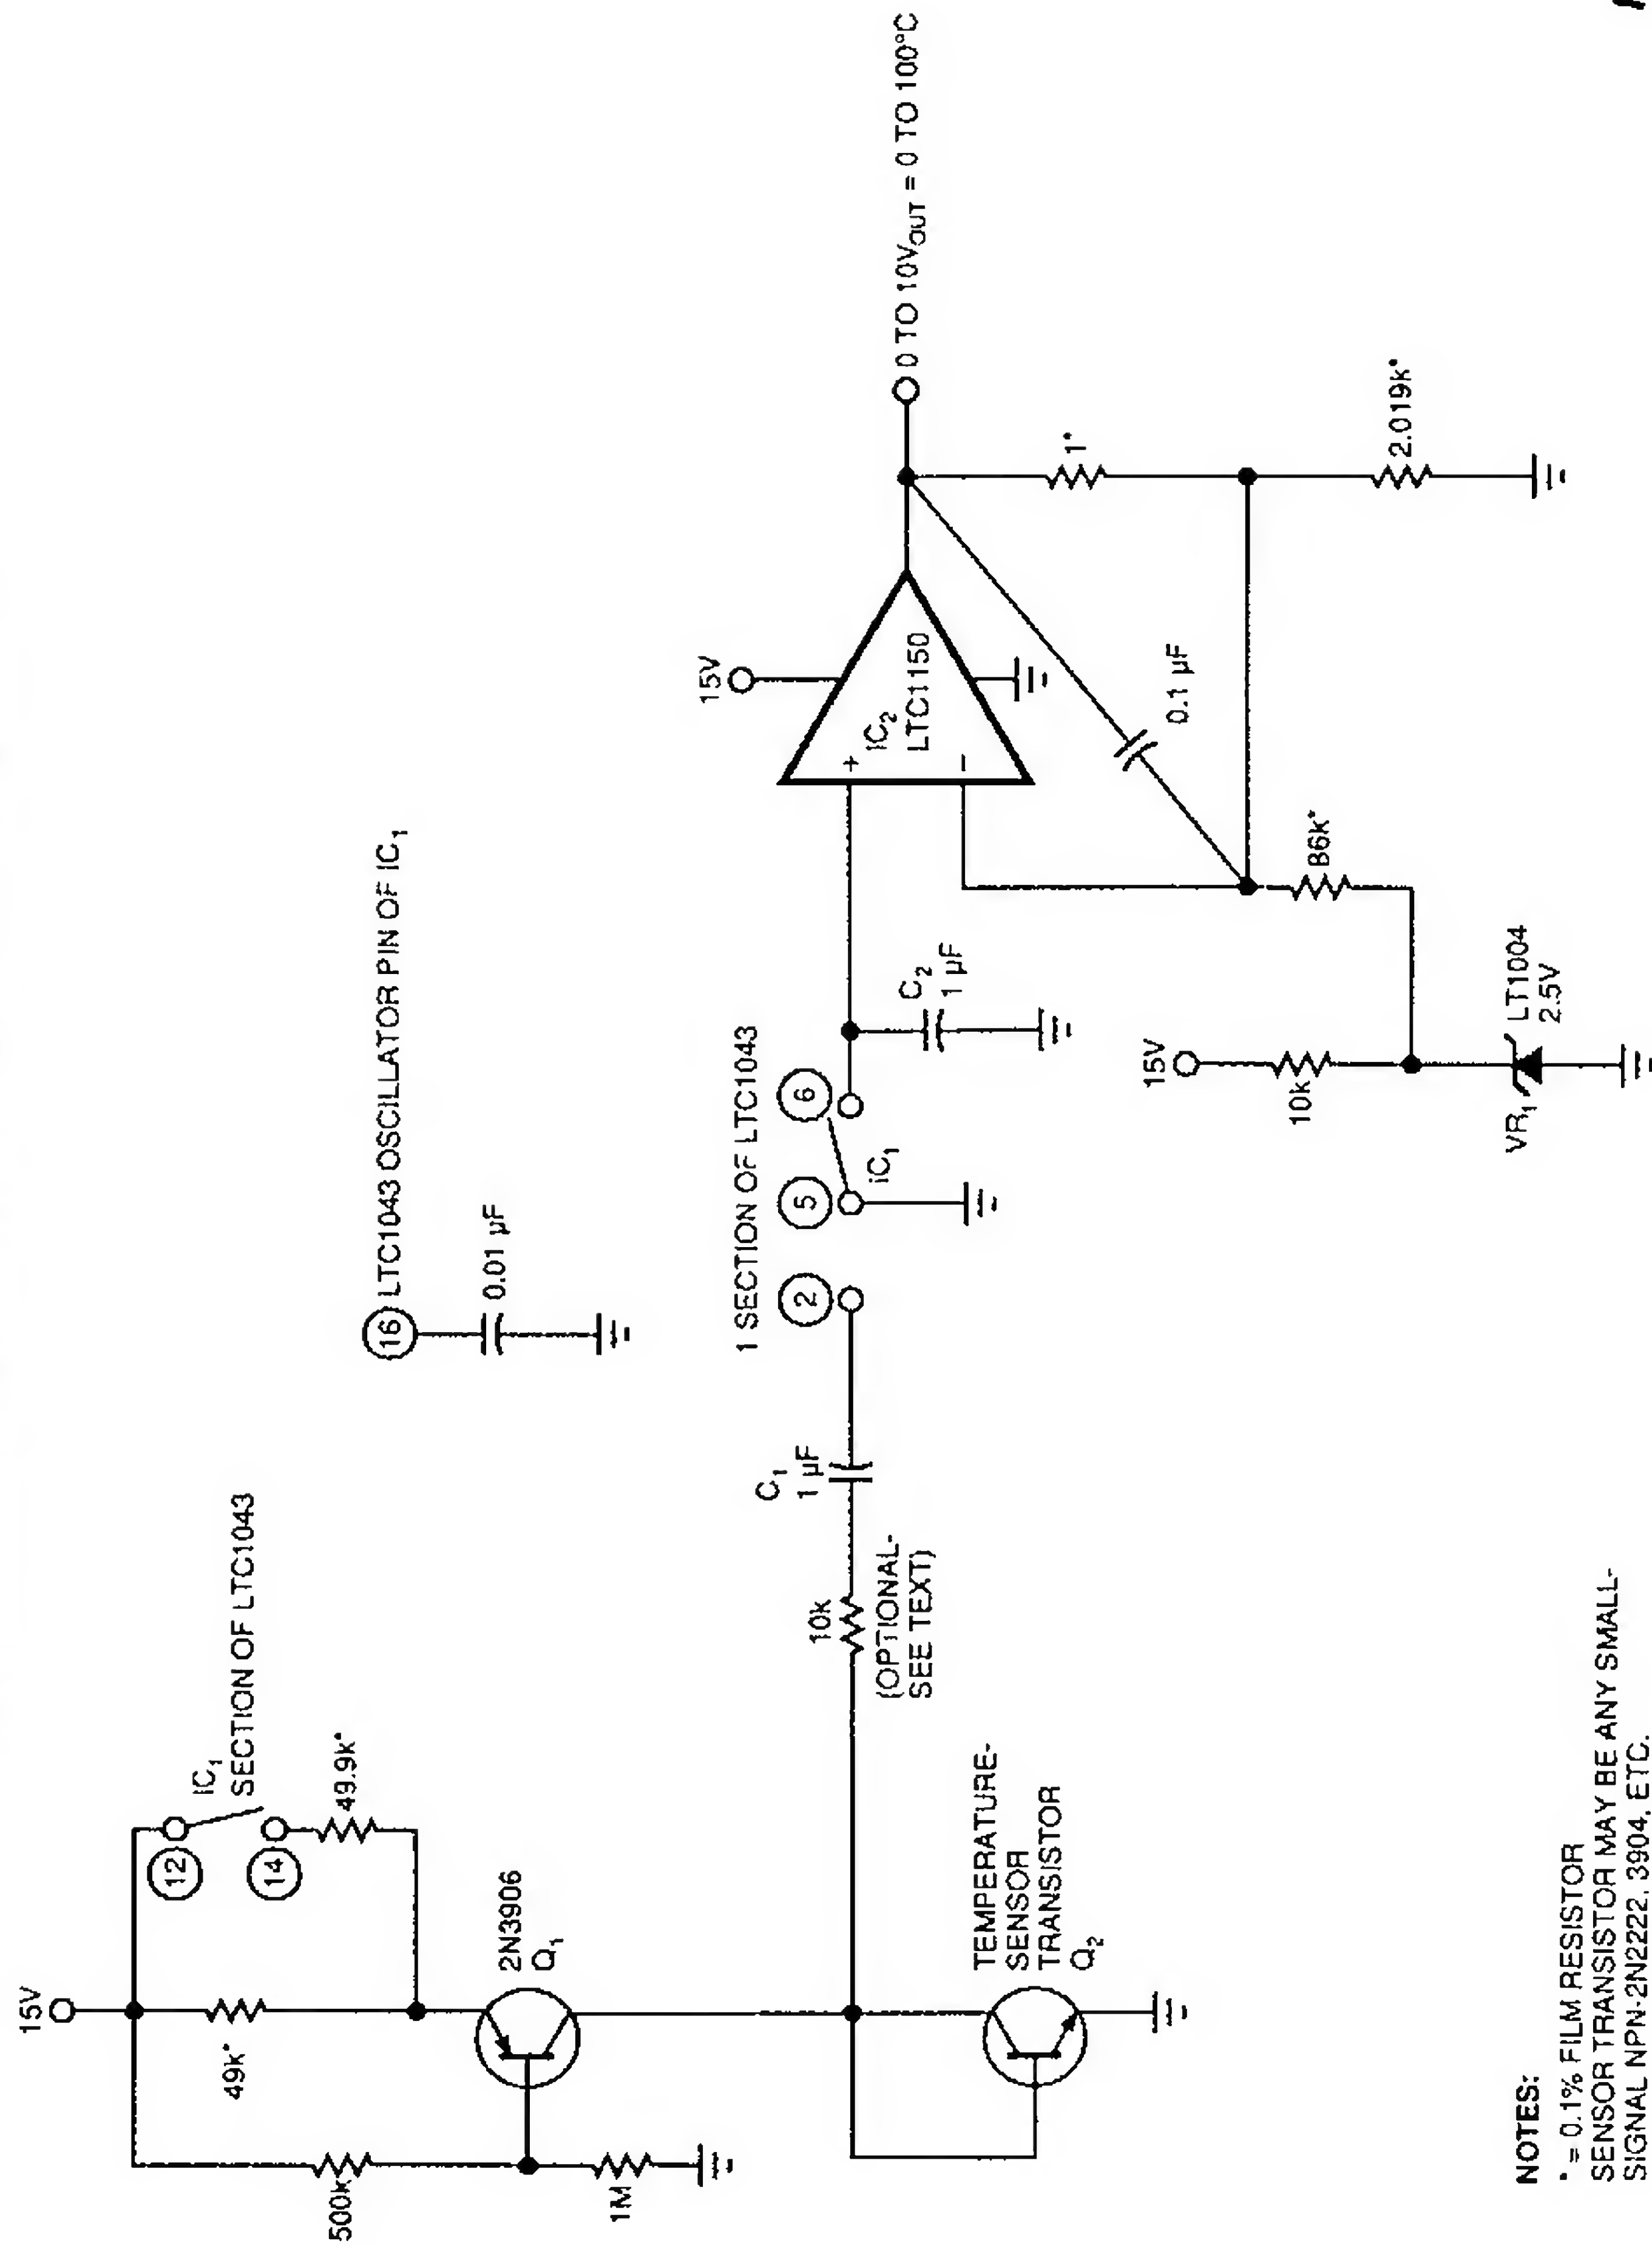 15V
500k
49k*
IC1
SECTION OF LTC1043
12
14
49.9k*
1M
2N3906
Q1
16 LTC1043 OSCILLATOR PIN OF IC1
0.01 µF
TEMPERATURE-
SENSOR
TRANSISTOR
Q2
10k
(OPTIONAL-
SEE TEXT)
C1
1 µF
1 SECTION OF LTC1043
2
5
6
IC1
C2
1 µF
15V
+
−
IC2
LTC1150
0 TO 10VOUT = 0 TO 100°C
0.1 µF
1*
2.019k*
86k*
15V
10k
VR1
LT1004
2.5V
NOTES:
* = 0.1% FILM RESISTOR
SENSOR TRANSISTOR MAY BE ANY SMALL-
SIGNAL NPN-2N2222, 3904, ETC.